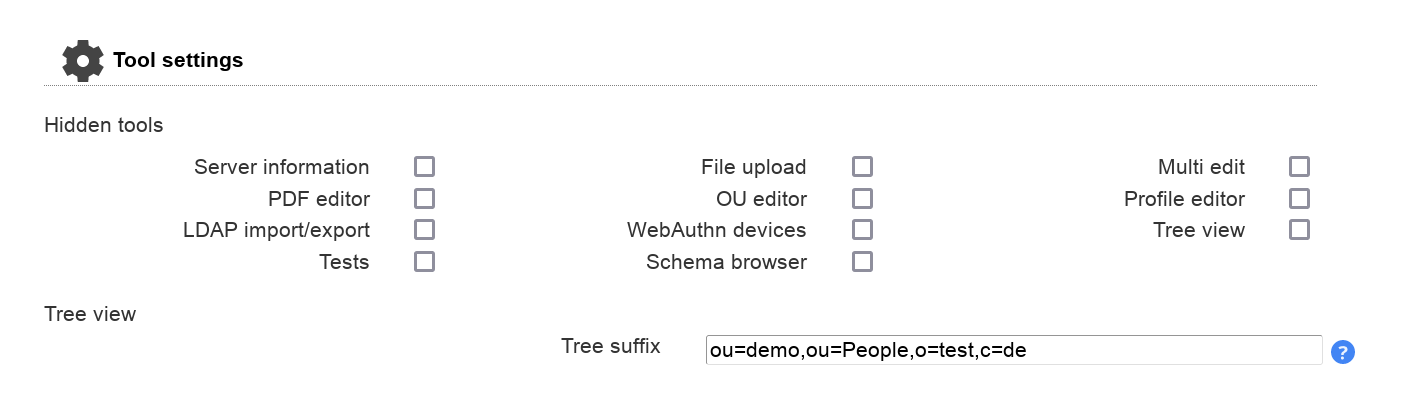 Tool settings
Hidden tools
Server information File upload Multi edit
PDF editor OU editor Profile editor
LDAP import/export WebAuthn devices Tree view
Tests Schema browser
Tree view
Tree suffix ou=demo,ou=People,o=test,c=de ?